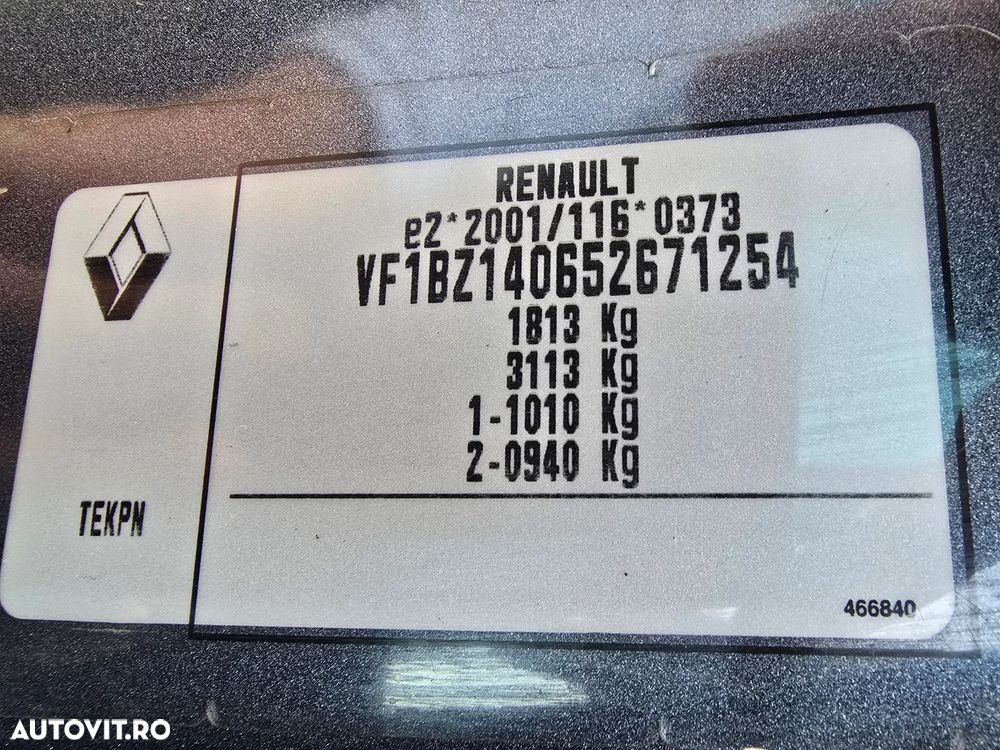 RENAULT
e2*2001/116*0373
VF1BZ140652671254
1813 Kg
3113 Kg
1-1010 Kg
2-0940 Kg
TEKPN
466840
AUTOVIT.RO